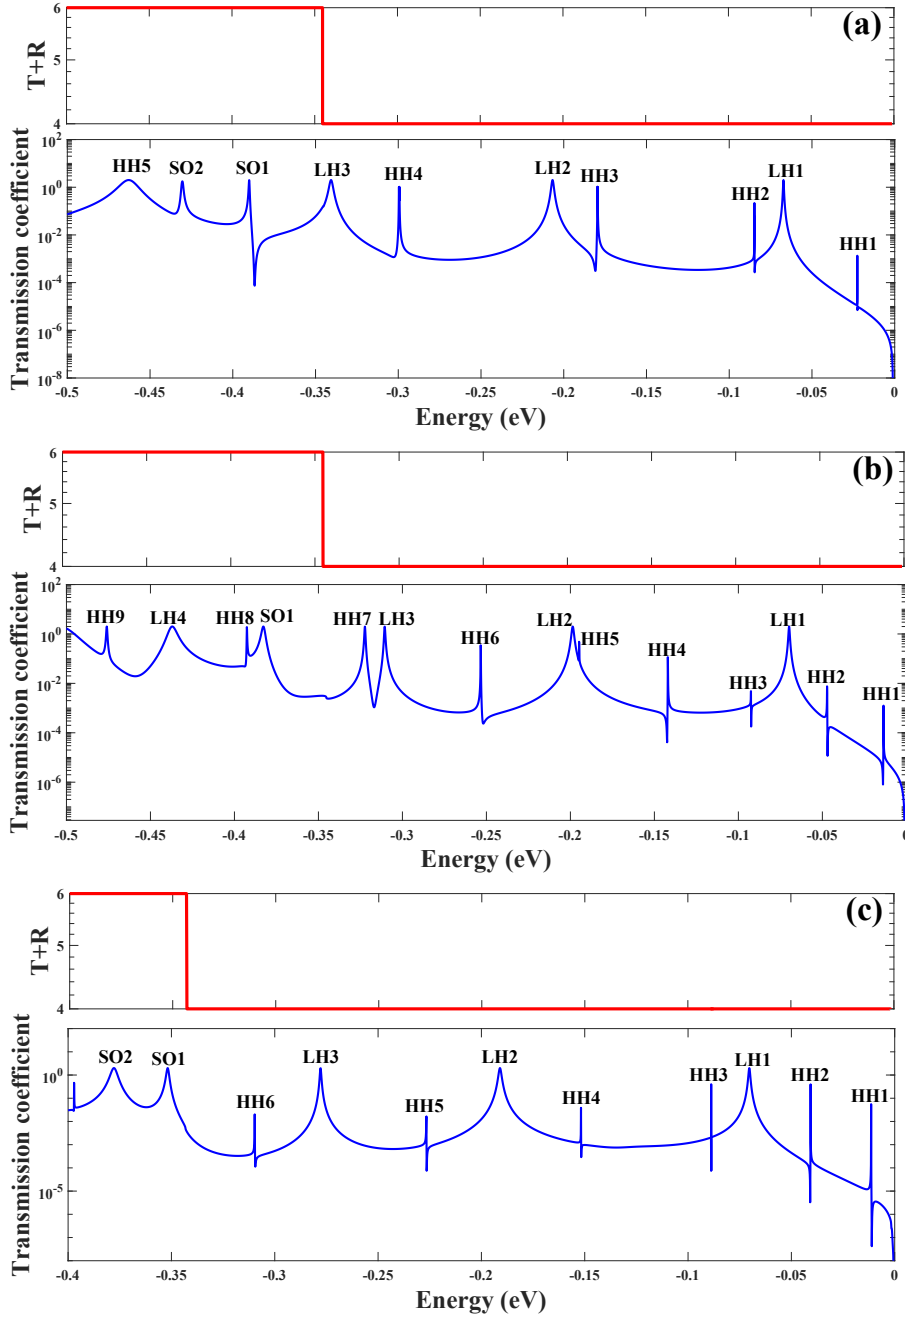 (a)
T+R
6
5
4
Transmission coefficient
10^2
10^0
10^-2
10^-4
10^-6
10^-8
HH5 SO2 SO1 LH3 HH4 LH2 HH3 HH2 LH1 HH1
-0.5 -0.45 -0.4 -0.35 -0.3 -0.25 -0.2 -0.15 -0.1 -0.05 0
Energy (eV)
(b)
T+R
6
5
4
Transmission coefficient
10^2
10^0
10^-2
10^-4
10^-6
HH9 LH4 HH8 SO1 HH7 LH3 HH6 LH2 HH5 HH4 HH3 LH1 HH2 HH1
-0.5 -0.45 -0.4 -0.35 -0.3 -0.25 -0.2 -0.15 -0.1 -0.05 0
Energy (eV)
(c)
T+R
6
5
4
Transmission coefficient
10^0
10^-5
SO2 SO1 HH6 LH3 HH5 LH2 HH4 HH3 LH1 HH2 HH1
-0.4 -0.35 -0.3 -0.25 -0.2 -0.15 -0.1 -0.05 0
Energy (eV)